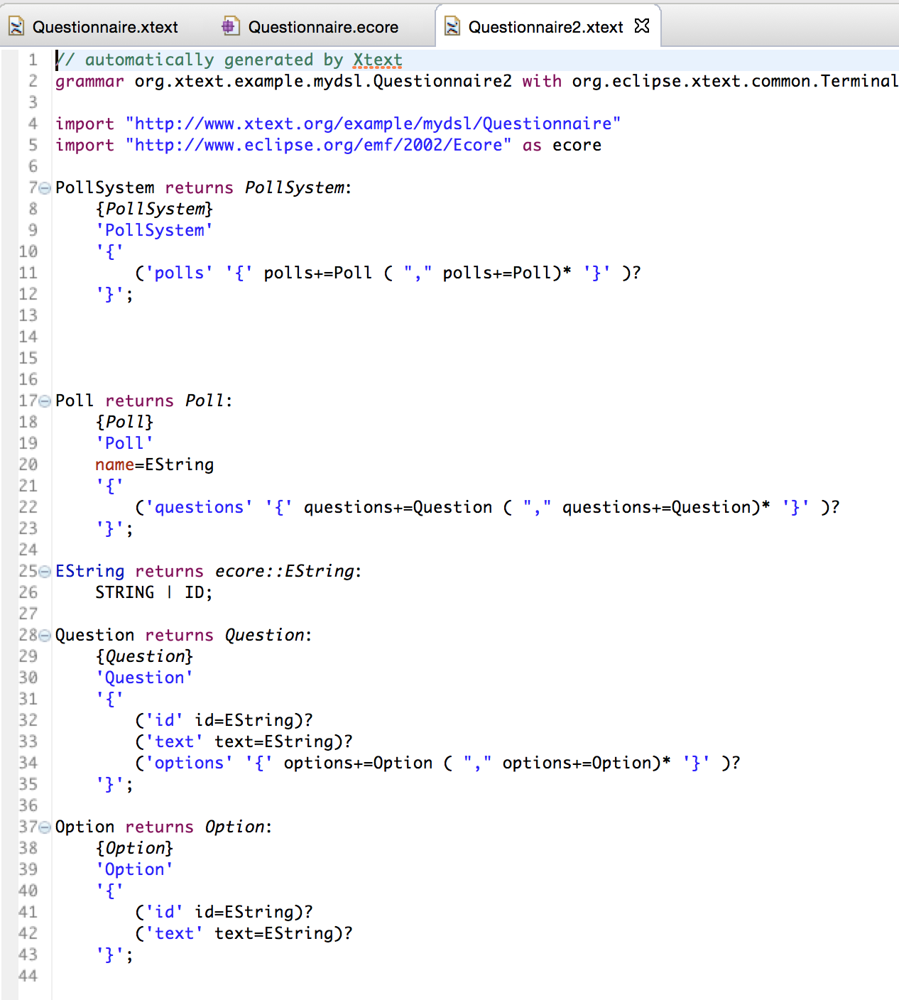 Questionnaire.xtext Questionnaire.ecore Questionnaire2.xtext
1 // automatically generated by Xtext
2 grammar org.xtext.example.mydsl.Questionnaire2 with org.eclipse.xtext.common.Terminal
3
4 import "http://www.xtext.org/example/mydsl/Questionnaire"
5 import "http://www.eclipse.org/emf/2002/Ecore" as ecore
6
7 PollSystem returns PollSystem:
8 {PollSystem}
9 'PollSystem'
10 '{'
11 ('polls' '{' polls+=Poll ( "," polls+=Poll)* '}' )?
12 '}';
13
14
15
16
17 Poll returns Poll:
18 {Poll}
19 'Poll'
20 name=EString
21 '{'
22 ('questions' '{' questions+=Question ( "," questions+=Question)* '}' )?
23 '}';
24
25 EString returns ecore::EString:
26 STRING | ID;
27
28 Question returns Question:
29 {Question}
30 'Question'
31 '{'
32 ('id' id=EString)?
33 ('text' text=EString)?
34 ('options' '{' options+=Option ( "," options+=Option)* '}' )?
35 '}';
36
37 Option returns Option:
38 {Option}
39 'Option'
40 '{'
41 ('id' id=EString)?
42 ('text' text=EString)?
43 '}';
44